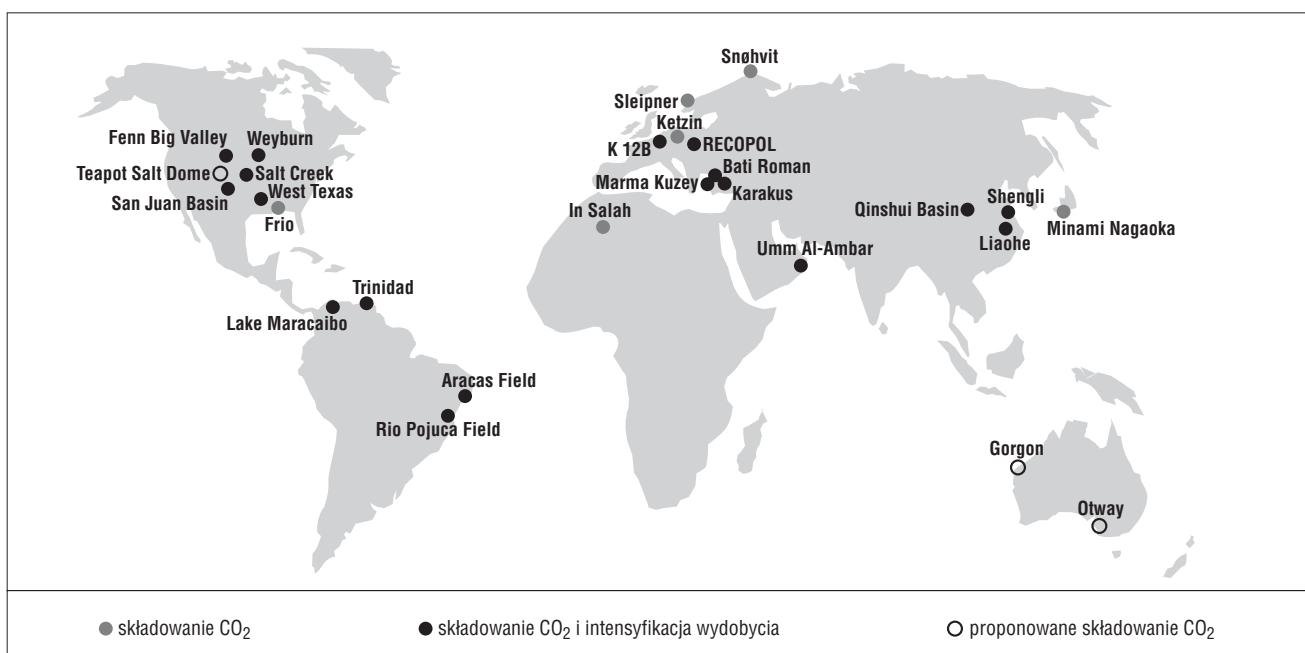 Snøhvit
Sleipner
Ketzin
K 12B
RECOPOL
Bati Roman
Marma Kuzey
Karakus
Fenn Big Valley
Weyburn
Teapot Salt Dome
Salt Creek
West Texas
San Juan Basin
Frio
In Salah
Qinshui Basin
Shengli
Liaohe
Minami Nagaoka
Umm Al-Ambar
Trinidad
Lake Maracaibo
Aracas Field
Rio Pojuca Field
Gorgon
Otway
składowanie CO₂
składowanie CO₂ i intensyfikacja wydobycia
proponowane składowanie CO₂